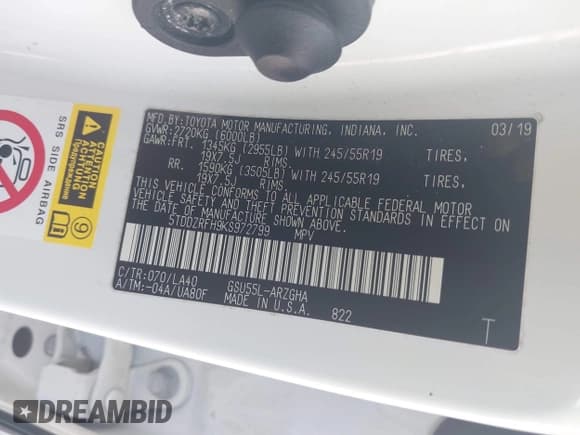 MFD. BY:TOYOTA MOTOR MANUFACTURING, INDIANA, INC. 03/19
GVWR:2720KG (6000LB)
GAWR:FRT. 1345KG (2955LB) WITH 245/55R19 TIRES,
19X7.5J RIMS.
RR. 1590KG (3505LB) WITH 245/55R19 TIRES,
19X7.5J RIMS.
THIS VEHICLE CONFORMS TO ALL APPLICABLE FEDERAL MOTOR
VEHICLE SAFETY AND THEFT PREVENTION STANDARDS IN EFFECT ON
THE DATE OF MANUFACTURE SHOWN ABOVE.
5TDDZRFH9KS972799 MPV
C/TR:070/LA40 GSU55L-ARZGHA
A/TM:-04A/UA80F MADE IN U.S.A. 822
T
CAUTION
ATTENTION
ACTIVACIÓN
SRS SIDE AIRBAG
9
DREAMBID